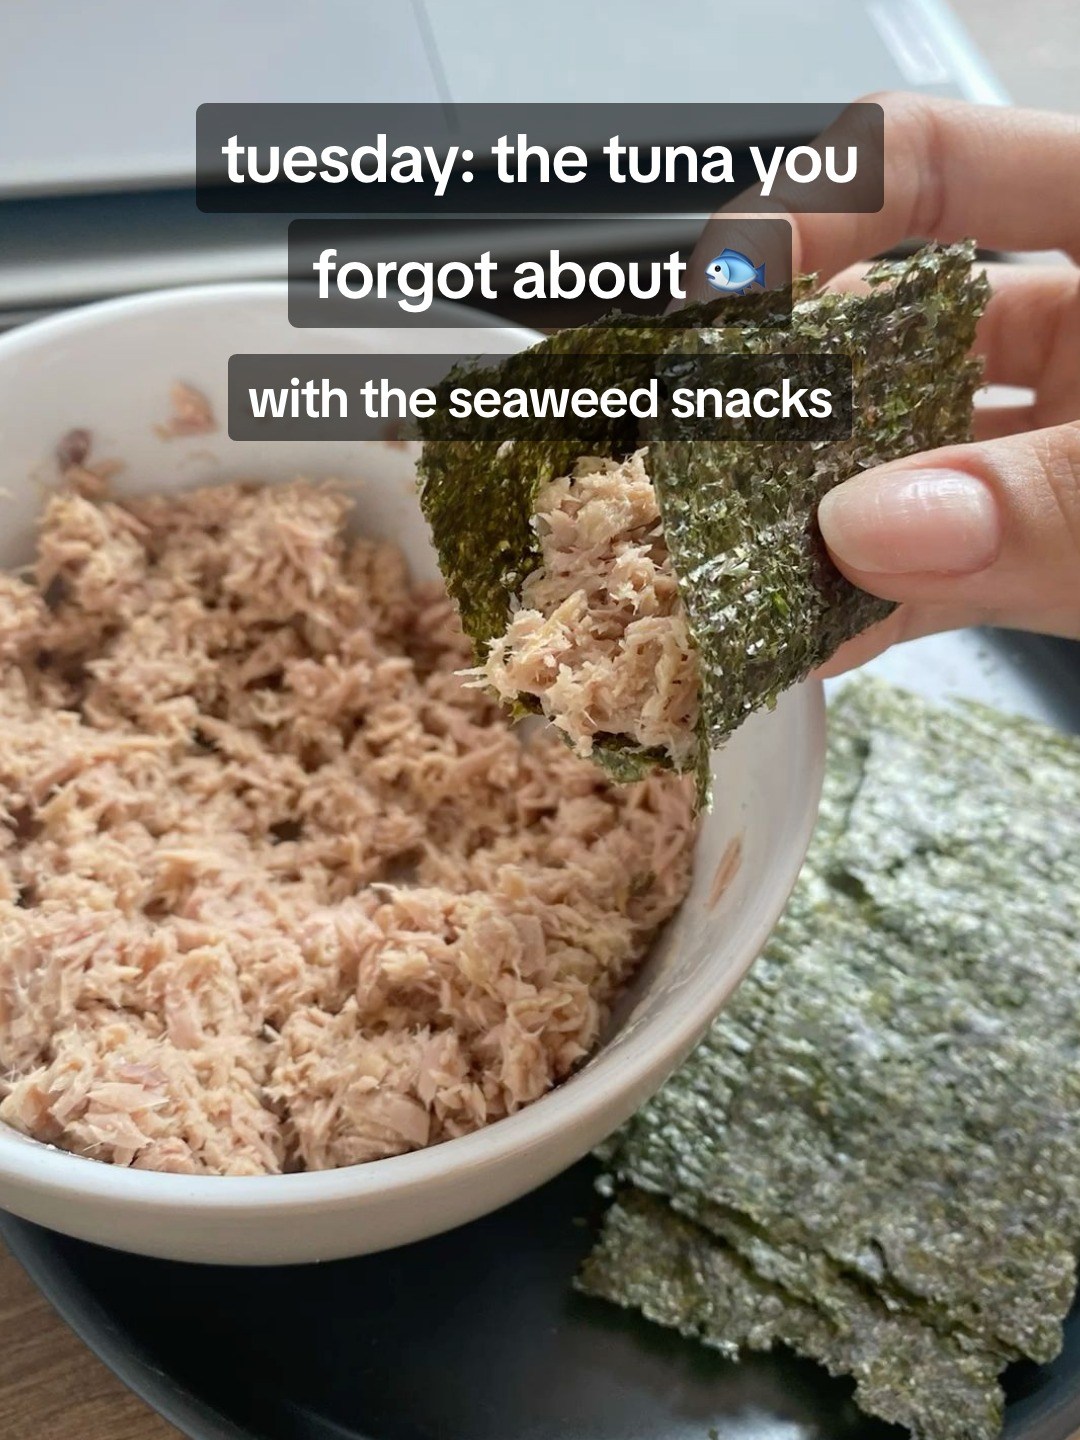 tuesday: the tuna you
forgot about 🐟
with the seaweed snacks